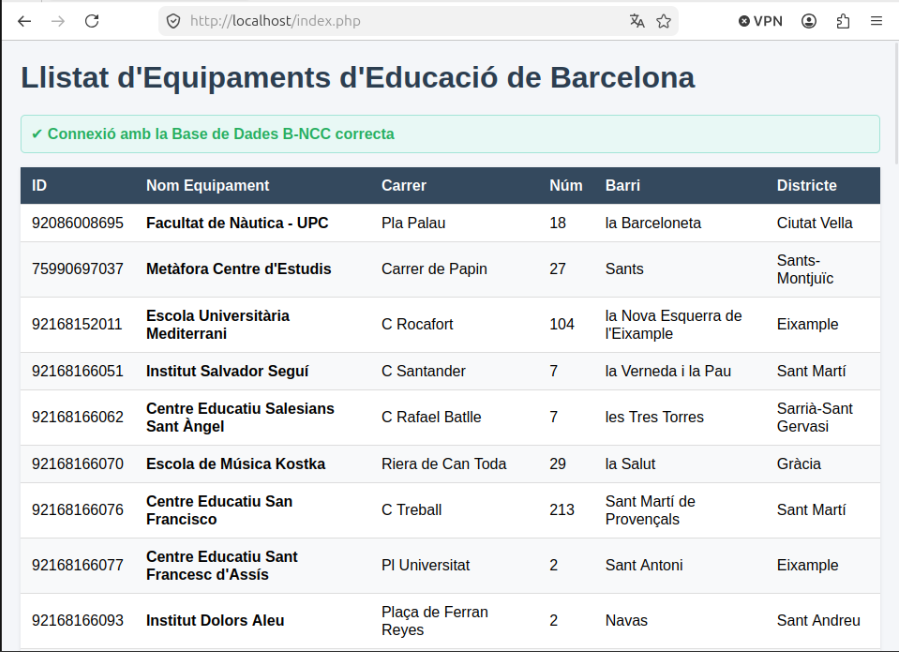 http://localhost/index.php
VPN
Llistat d'Equipaments d'Educació de Barcelona
✔ Connexió amb la Base de Dades B-NCC correcta
ID Nom Equipament Carrer Núm Barri Districte
92086008695 Facultat de Nàutica - UPC Pla Palau 18 la Barceloneta Ciutat Vella
75990697037 Metàfora Centre d'Estudis Carrer de Papin 27 Sants Sants-
Montjuïc
92168152011 Escola Universitària
Mediterrani C Rocafort 104 la Nova Esquerra de
l'Eixample Eixample
92168166051 Institut Salvador Seguí C Santander 7 la Verneda i la Pau Sant Martí
92168166062 Centre Educatiu Salesians
Sant Àngel C Rafael Batlle 7 les Tres Torres Sarrià-Sant
Gervasi
92168166070 Escola de Música Kostka Riera de Can Toda 29 la Salut Gràcia
92168166076 Centre Educatiu San
Francisco C Treball 213 Sant Martí de
Provençals Sant Martí
92168166077 Centre Educatiu Sant
Francesc d'Assís Pl Universitat 2 Sant Antoni Eixample
92168166093 Institut Dolors Aleu Plaça de Ferran
Reyes 2 Navas Sant Andreu